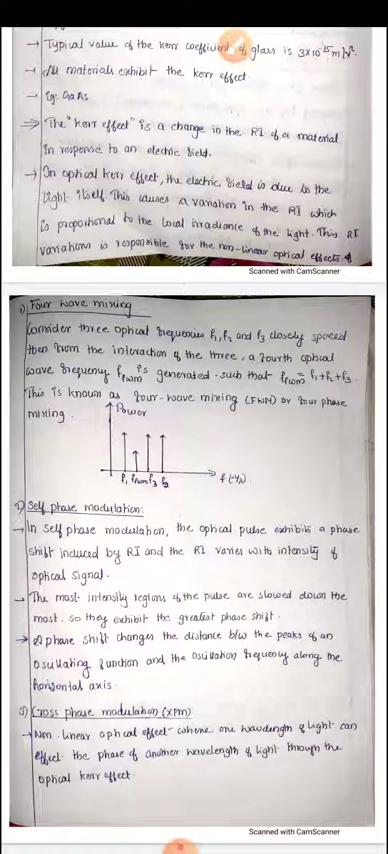 → Typical value of the kerr coefficient of glass is 3x10⁻¹⁵m/v².
→ All materials exhibit the kerr effect.
→ Eg: GaAs
⇒ The "kerr effect" is a change in the RI of a material
in response to an electric field.
→ In optical kerr effect, the electric field is due to the
light itself. This causes a variation in the RI which
is proportional to the local irradiance of the light. This RI
variation is responsible for the non-linear optical effects of
Scanned with CamScanner
1) Four wave mixing
Consider three optical frequencies f₁, f₂ and f₃ closely spaced
then from the interaction of the three, a fourth optical
wave frequency fFWM is generated such that fFWM = f₁+f₂+f₃.
This is known as four-wave mixing (FWM) or four phase
mixing.
Power
f₁ fFWM f₃ f₂
2) Self phase modulation:
→ In self phase modulation, the optical pulse exhibits a phase
shift induced by RI and the RI varies with intensity of
optical signal.
→ The most intensity regions of the pulse are slowed down the
most. so they exhibit the greatest phase shift.
→ A phase shift changes the distance b/w the peaks of an
oscillating function and the oscillation frequency along the
horizontal axis.
3) Cross phase modulation (XPM)
→ Non-linear optical effect where one wavelength of light can
effect the phase of another wavelength of light through the
optical kerr effect.
Scanned with CamScanner